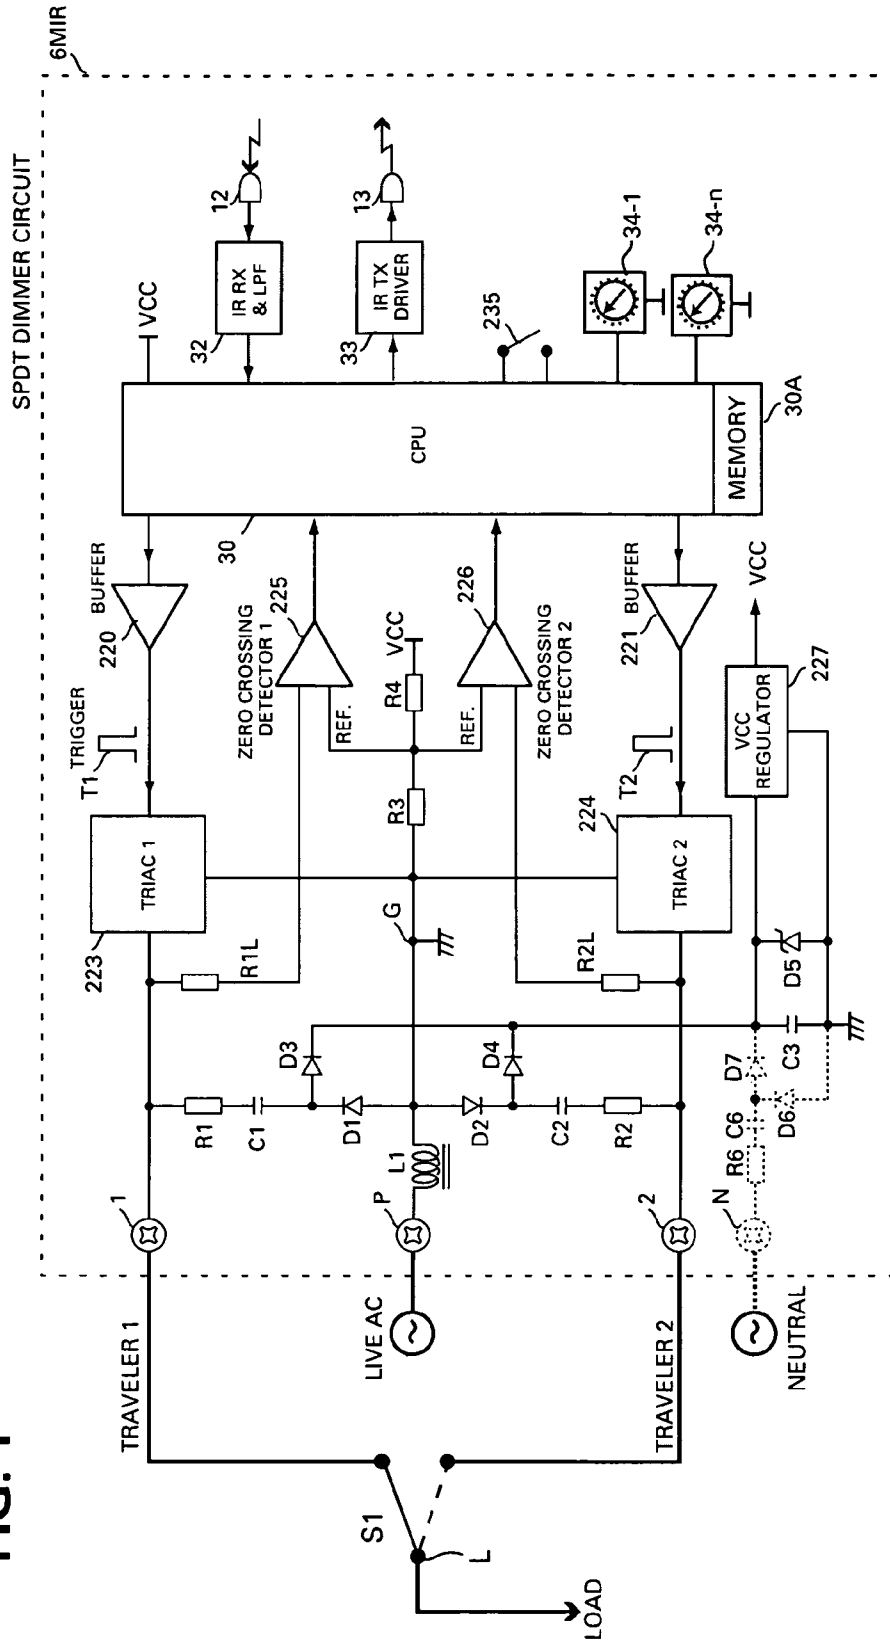 SPDT DIMMER CIRCUIT
6MIR
TRAVELER 1
1
R1
C1
D3
D1
R1L
223
TRIAC 1
T1
TRIGGER
220
BUFFER
30
VCC
32
IR RX
& LPF
12
33
IR TX
DRIVER
13
CPU
235
34-1
34-n
MEMORY
30A
ZERO CROSSING
DETECTOR 1
225
REF.
R4
VCC
R3
G
REF.
ZERO CROSSING
DETECTOR 2
226
LIVE AC
P
L1
D2
D4
C2
R2
R2L
224
TRIAC 2
T2
221
BUFFER
S1
L
LOAD
TRAVELER 2
2
NEUTRAL
N
R6
C6
D7
D6
C3
D5
VCC
REGULATOR
227
VCC